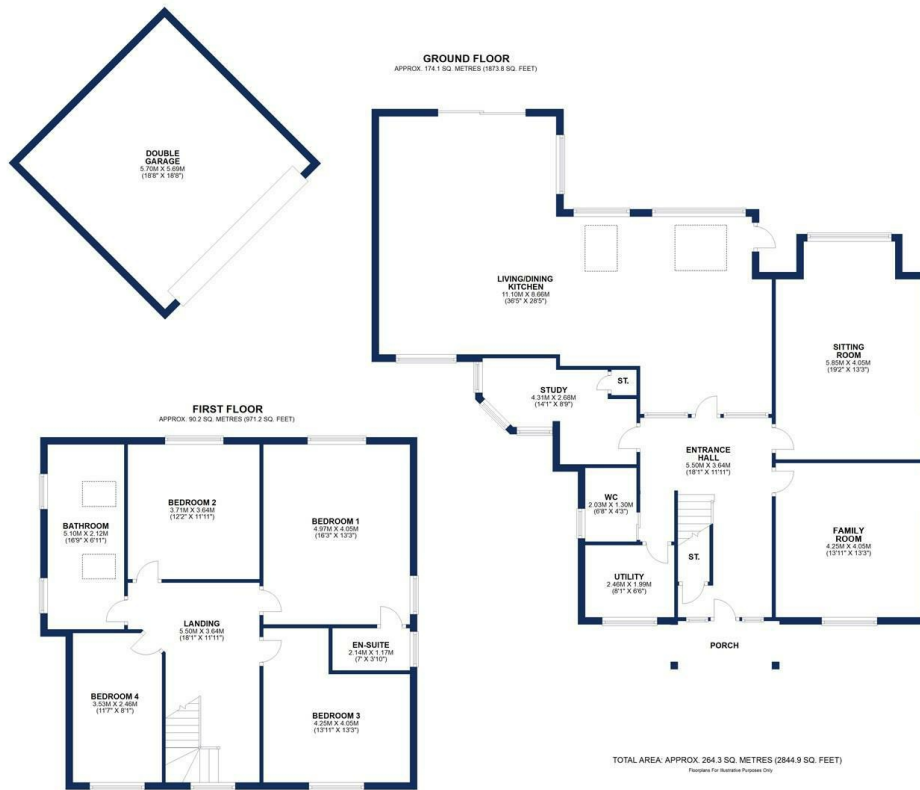 GROUND FLOOR
APPROX. 174.1 SQ. METRES (1873.8 SQ. FEET)
DOUBLE
GARAGE
5.70M X 5.69M
(18'8" X 18'8")
LIVING/DINING
KITCHEN
11.10M X 8.66M
(36'5" X 28'5")
SITTING
ROOM
5.85M X 4.05M
(19'2" X 13'3")
STUDY
4.31M X 2.68M
(14'1" X 8'9")
ST.
ENTRANCE
HALL
5.50M X 3.64M
(18'1" X 11'11")
WC
2.03M X 1.30M
(6'8" X 4'3")
FAMILY
ROOM
4.25M X 4.05M
(13'11" X 13'3")
ST.
UTILITY
2.46M X 1.99M
(8'1" X 6'6")
PORCH
FIRST FLOOR
APPROX. 90.2 SQ. METRES (971.2 SQ. FEET)
BEDROOM 2
3.71M X 3.64M
(12'2" X 11'11")
BATHROOM
5.10M X 2.12M
(16'9" X 6'11")
BEDROOM 1
4.97M X 4.05M
(16'3" X 13'3")
LANDING
5.50M X 3.64M
(18'1" X 11'11")
EN-SUITE
2.14M X 1.17M
(7' X 3'10")
BEDROOM 4
3.53M X 2.46M
(11'7" X 8'1")
BEDROOM 3
4.25M X 4.05M
(13'11" X 13'3")
TOTAL AREA: APPROX. 264.3 SQ. METRES (2844.9 SQ. FEET)
Floorplans For Illustrative Purposes Only